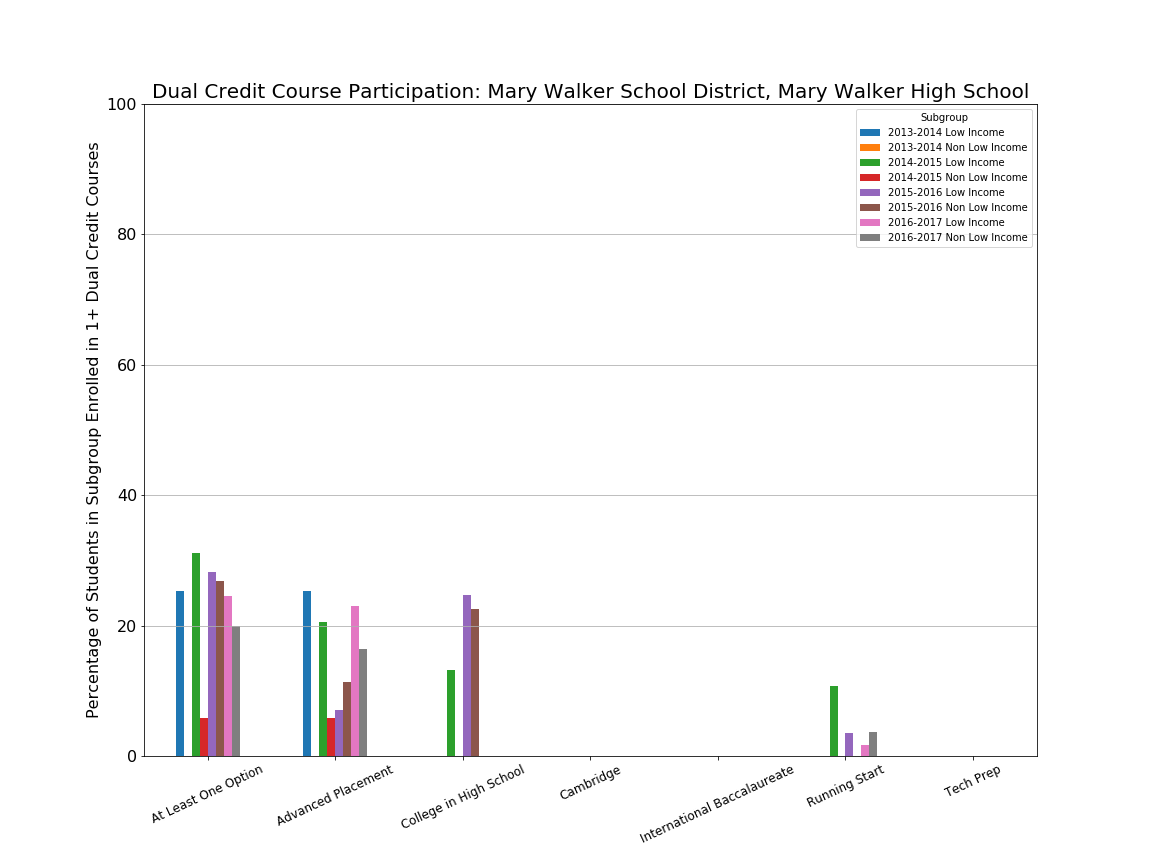 Dual Credit Course Participation: Mary Walker School District, Mary Walker High School
Percentage of Students in Subgroup Enrolled in 1+ Dual Credit Courses
100
80
60
40
20
0
Subgroup
2013-2014 Low Income
2013-2014 Non Low Income
2014-2015 Low Income
2014-2015 Non Low Income
2015-2016 Low Income
2015-2016 Non Low Income
2016-2017 Low Income
2016-2017 Non Low Income
At Least One Option
Advanced Placement
College in High School
Cambridge
International Baccalaureate
Running Start
Tech Prep